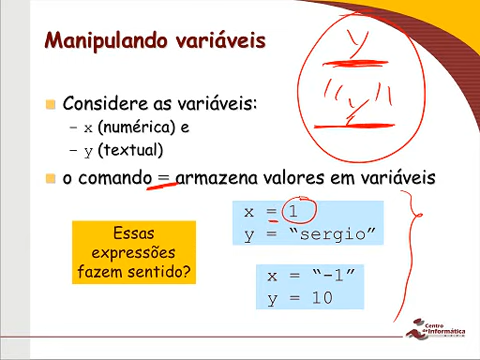 Manipulando variáveis
y
"y"
Considere as variáveis:
– x (numérica) e
– y (textual)
o comando = armazena valores em variáveis
x = 1
y = “sergio”
Essas
expressões
fazem sentido?
x = “-1”
y = 10
Centro
de Informática